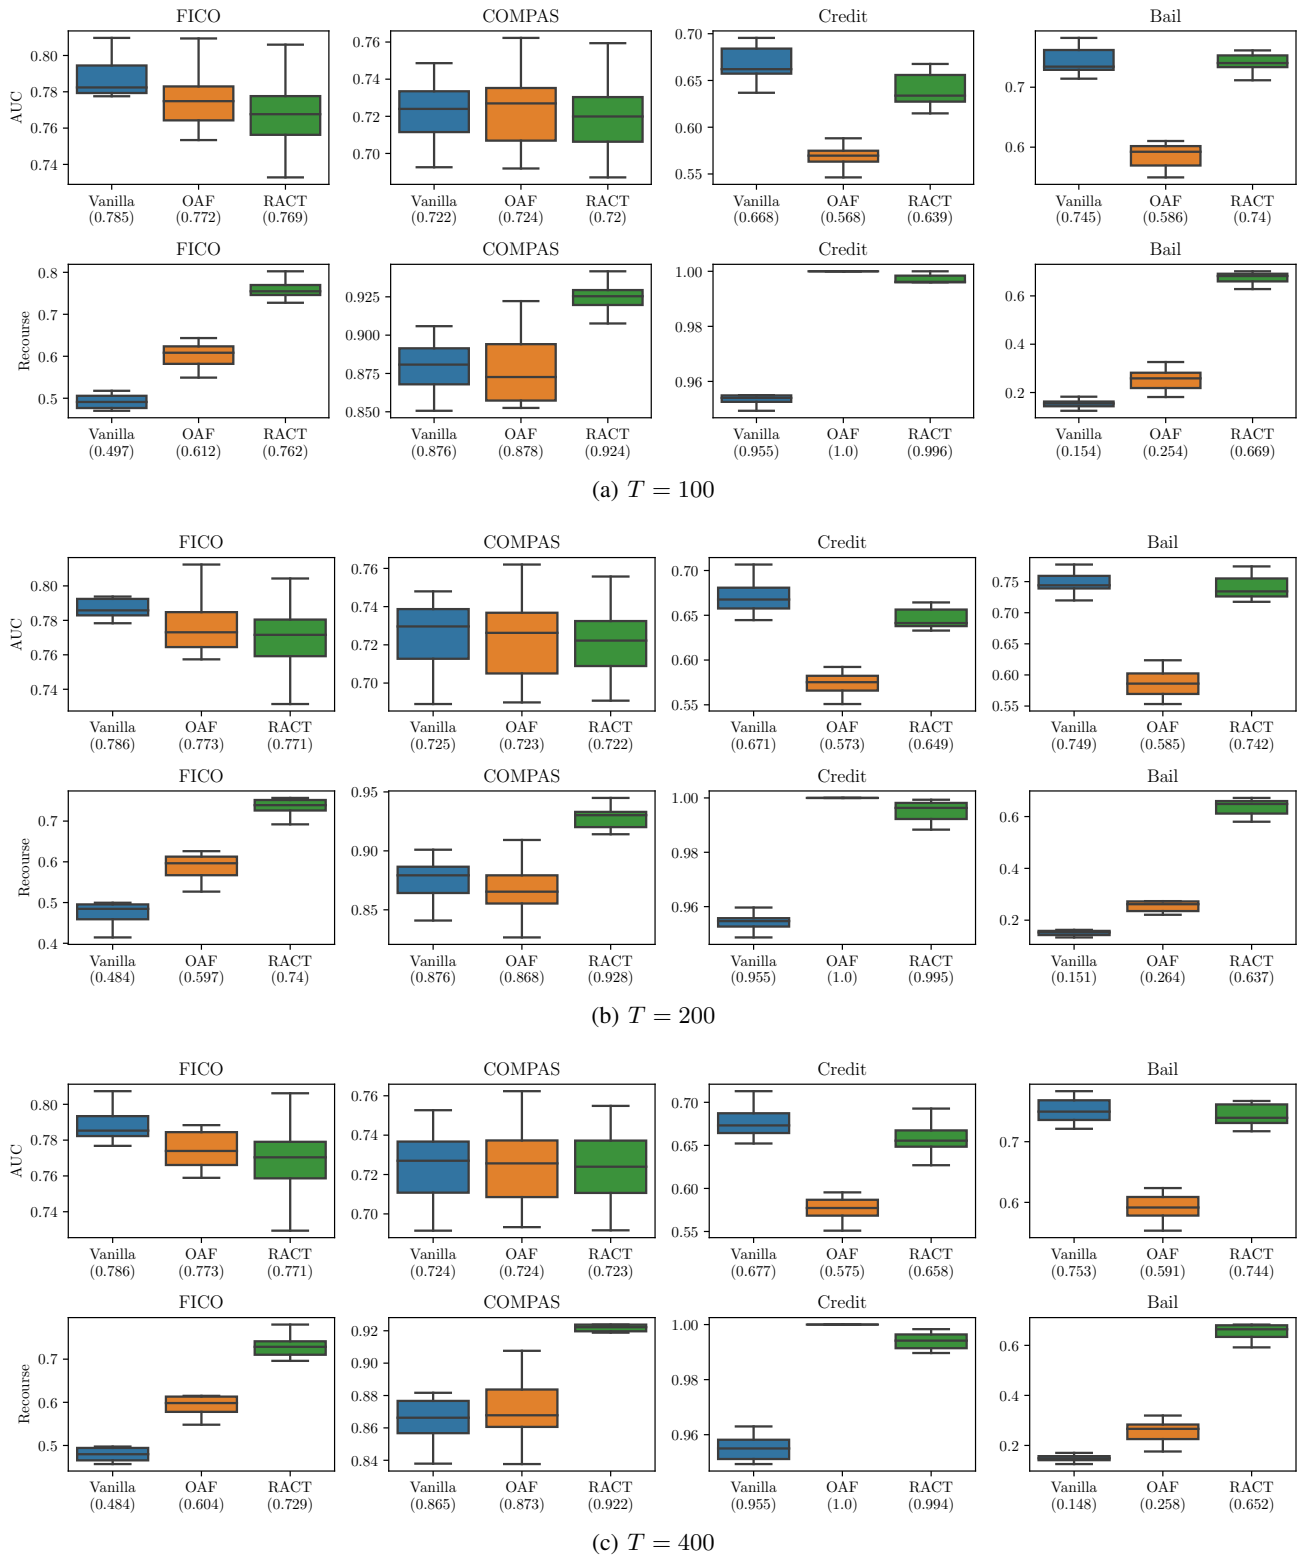 FICO COMPAS Credit Bail
AUC
0.80 0.76 0.70 0.7
0.78 0.74 0.65 0.6
0.76 0.72 0.60
0.74 0.70 0.55
Vanilla OAF RACT Vanilla OAF RACT Vanilla OAF RACT Vanilla OAF RACT
(0.785) (0.772) (0.769) (0.722) (0.724) (0.72) (0.668) (0.568) (0.639) (0.745) (0.586) (0.74)
FICO COMPAS Credit Bail
Recourse
0.8 0.925 1.00 0.6
0.7 0.900 0.98 0.4
0.6 0.875 0.96 0.2
0.5 0.850
Vanilla OAF RACT Vanilla OAF RACT Vanilla OAF RACT Vanilla OAF RACT
(0.497) (0.612) (0.762) (0.876) (0.878) (0.924) (0.955) (1.0) (0.996) (0.154) (0.254) (0.669)
(a) T = 100
FICO COMPAS Credit Bail
AUC
0.80 0.76 0.70 0.75
0.78 0.74 0.65 0.70
0.76 0.72 0.60 0.65
0.74 0.70 0.55 0.60
0.55
Vanilla OAF RACT Vanilla OAF RACT Vanilla OAF RACT Vanilla OAF RACT
(0.786) (0.773) (0.771) (0.725) (0.723) (0.722) (0.671) (0.573) (0.649) (0.749) (0.585) (0.742)
FICO COMPAS Credit Bail
Recourse
0.7 0.95 1.00 0.6
0.6 0.90 0.98 0.4
0.5 0.85 0.96 0.2
0.4
Vanilla OAF RACT Vanilla OAF RACT Vanilla OAF RACT Vanilla OAF RACT
(0.484) (0.597) (0.74) (0.876) (0.868) (0.928) (0.955) (1.0) (0.995) (0.151) (0.264) (0.637)
(b) T = 200
FICO COMPAS Credit Bail
AUC
0.80 0.76 0.70 0.7
0.78 0.74 0.65 0.6
0.76 0.72 0.60
0.74 0.70 0.55
Vanilla OAF RACT Vanilla OAF RACT Vanilla OAF RACT Vanilla OAF RACT
(0.786) (0.773) (0.771) (0.724) (0.724) (0.723) (0.677) (0.575) (0.658) (0.753) (0.591) (0.744)
FICO COMPAS Credit Bail
Recourse
0.7 0.92 1.00 0.6
0.6 0.90 0.98 0.4
0.5 0.88 0.96 0.2
0.86
0.84
Vanilla OAF RACT Vanilla OAF RACT Vanilla OAF RACT Vanilla OAF RACT
(0.484) (0.604) (0.729) (0.865) (0.873) (0.922) (0.955) (1.0) (0.994) (0.148) (0.258) (0.652)
(c) T = 400